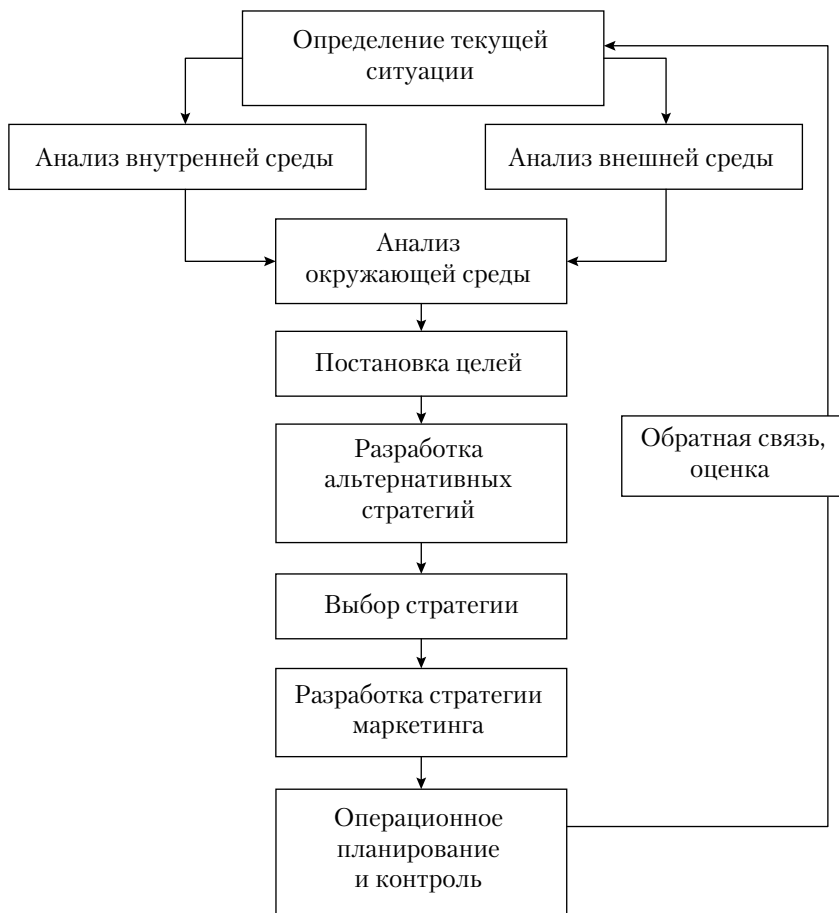 Определение текущей
ситуации
Анализ внутренней среды
Анализ внешней среды
Анализ
окружающей среды
Постановка целей
Разработка
альтернативных
стратегий
Обратная связь,
оценка
Выбор стратегии
Разработка стратегии
маркетинга
Операционное
планирование
и контроль